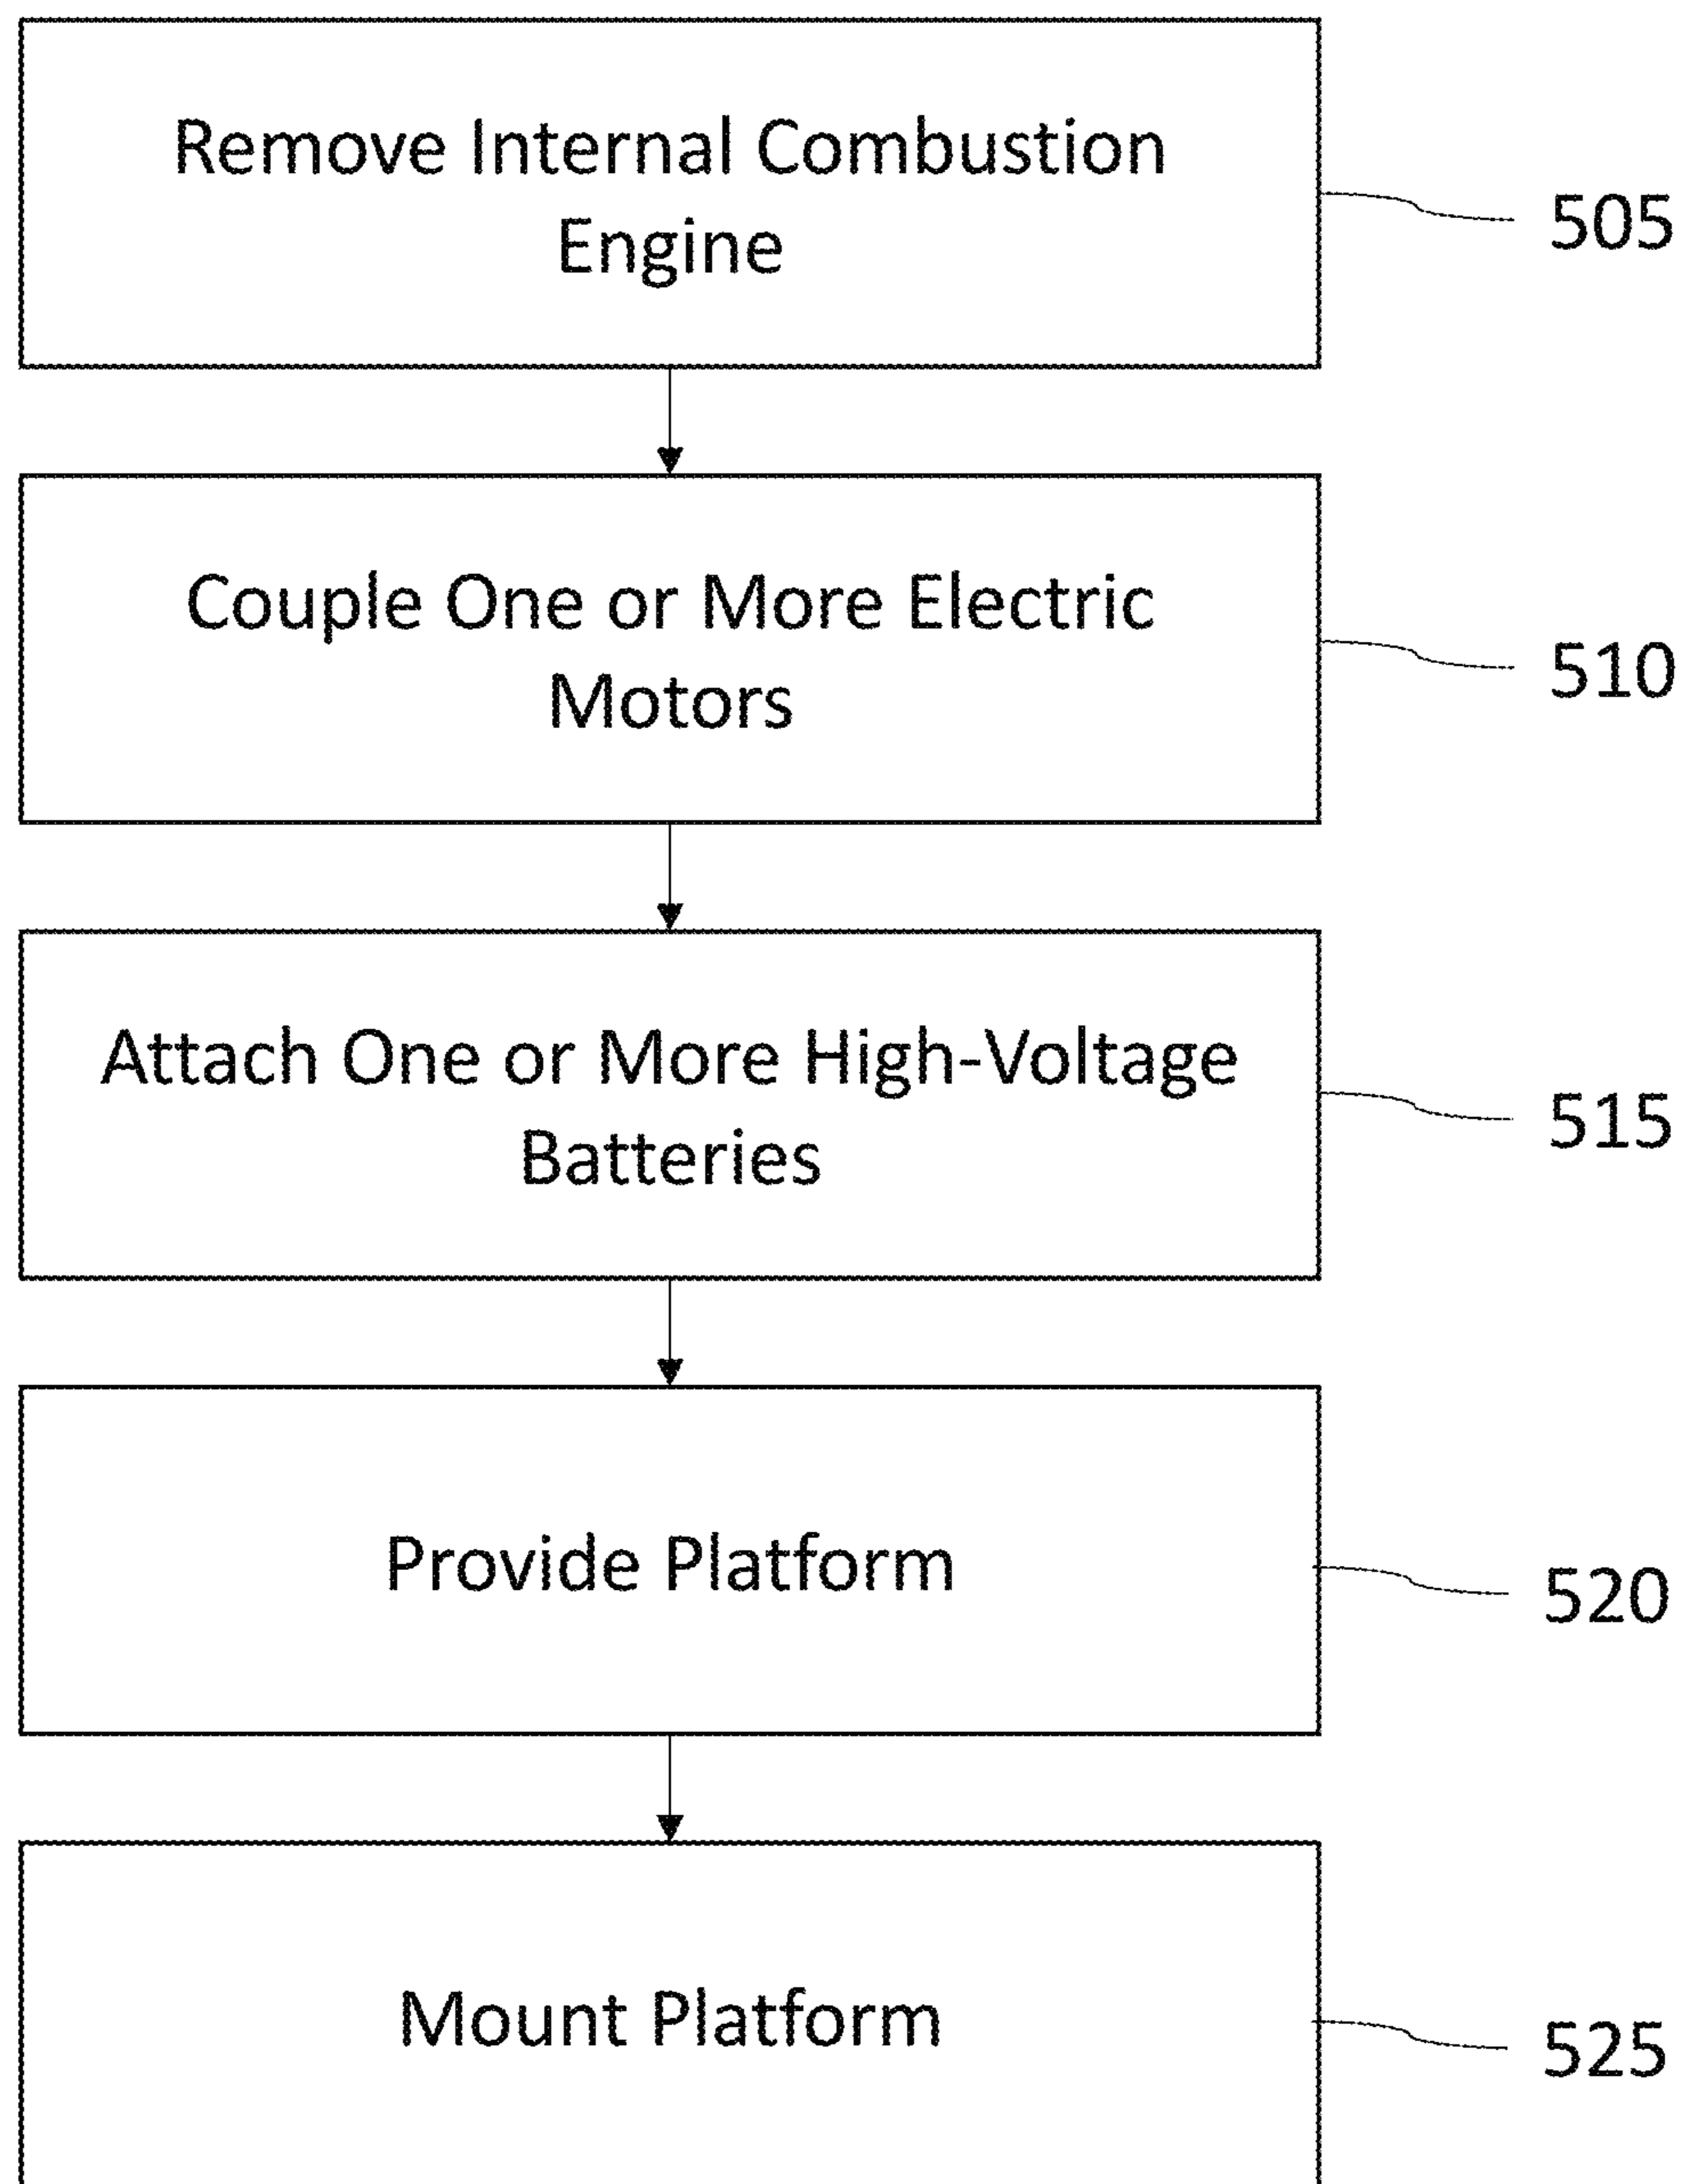 Remove Internal Combustion
Engine
505
Couple One or More Electric
Motors
510
Attach One or More High-Voltage
Batteries
515
Provide Platform
520
Mount Platform
525